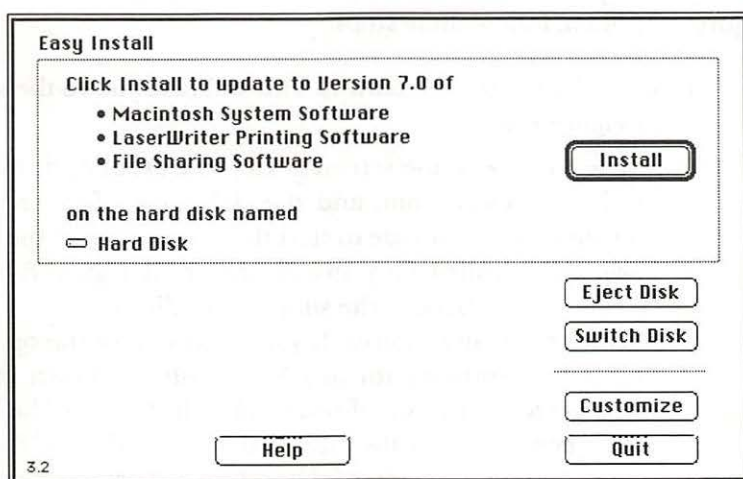 Easy Install
Click Install to update to Version 7.0 of
• Macintosh System Software
• LaserWriter Printing Software
• File Sharing Software
Install
on the hard disk named
Hard Disk
Eject Disk
Switch Disk
Customize
Help
Quit
3.2